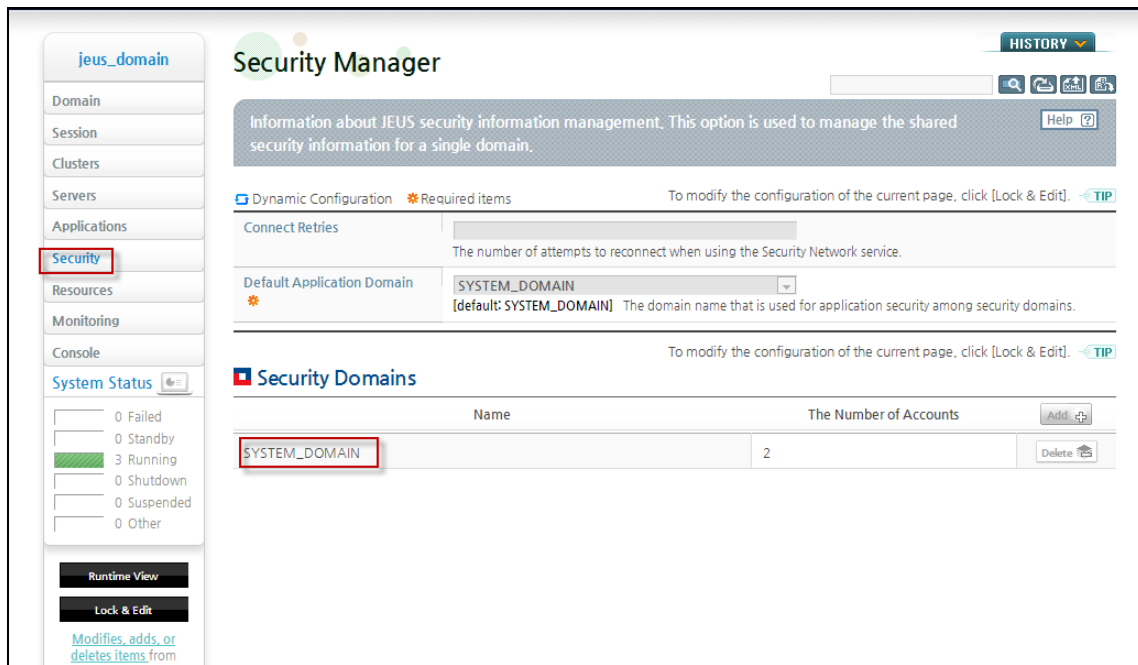 jeus_domain
Domain
Session
Clusters
Servers
Applications
Security
Resources
Monitoring
Console
System Status
0 Failed
0 Standby
3 Running
0 Shutdown
0 Suspended
0 Other
Runtime View
Lock & Edit
Modifies, adds, or
deletes items from
HISTORY
Security Manager
XML
Information about JEUS security information management. This option is used to manage the shared
security information for a single domain.
Help ?
Dynamic Configuration Required items
To modify the configuration of the current page, click [Lock & Edit]. TIP
Connect Retries
The number of attempts to reconnect when using the Security Network service.
Default Application Domain
SYSTEM_DOMAIN
[default: SYSTEM_DOMAIN] The domain name that is used for application security among security domains.
To modify the configuration of the current page, click [Lock & Edit]. TIP
Security Domains
Name The Number of Accounts Add
SYSTEM_DOMAIN 2 Delete